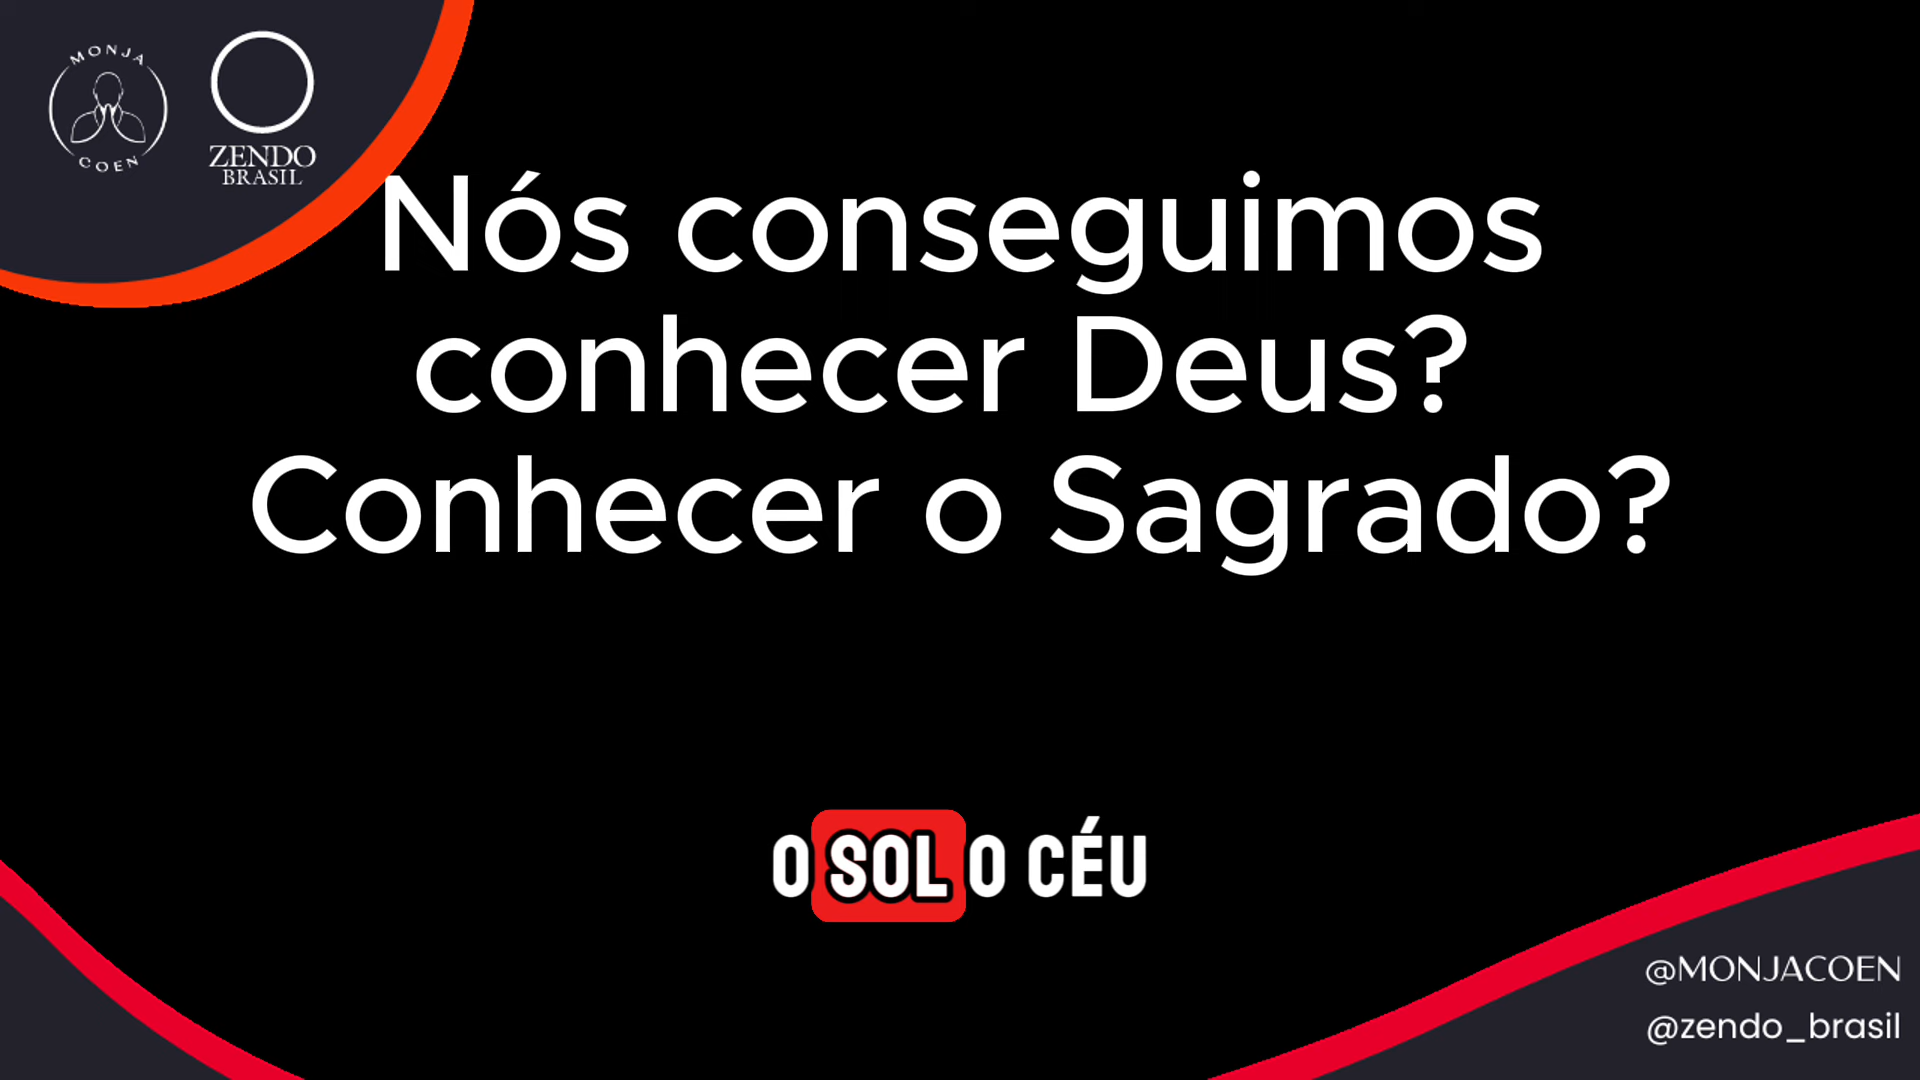 MONJA
COEN
ZENDO
BRASIL
Nós conseguimos
conhecer Deus?
Conhecer o Sagrado?
O SOL O CÉU
@MONJACOEN
@zendo_brasil